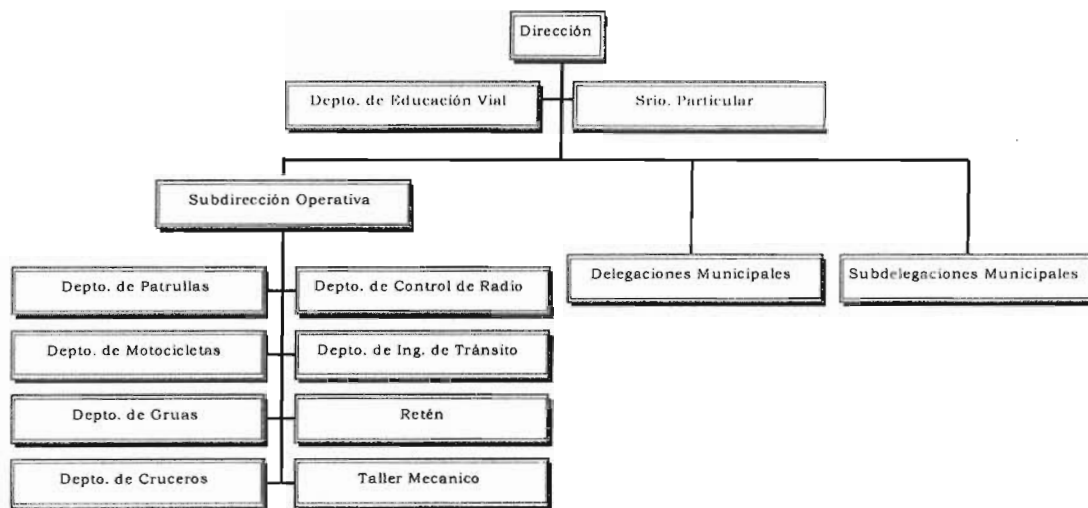 Dirección
Depto. de Educación Vial
Srio. Particular
Subdirección Operativa
Delegaciones Municipales
Subdelegaciones Municipales
Depto. de Patrullas
Depto. de Control de Radio
Depto. de Motocicletas
Depto. de Ing. de Tránsito
Depto. de Gruas
Retén
Depto. de Cruceros
Taller Mecanico